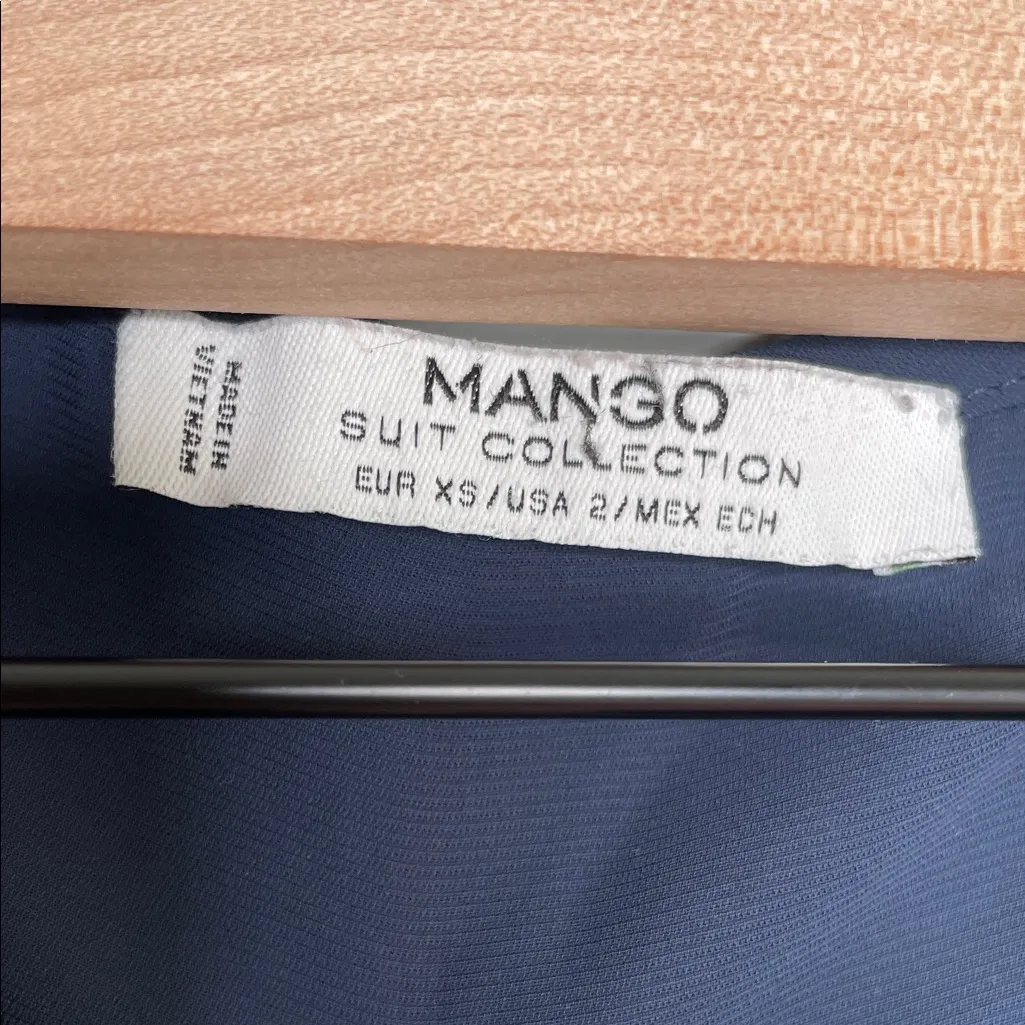 MANGO
SUIT COLLECTION
EUR XS/USA 2/MEX ECH
MADE IN
VIETNAM